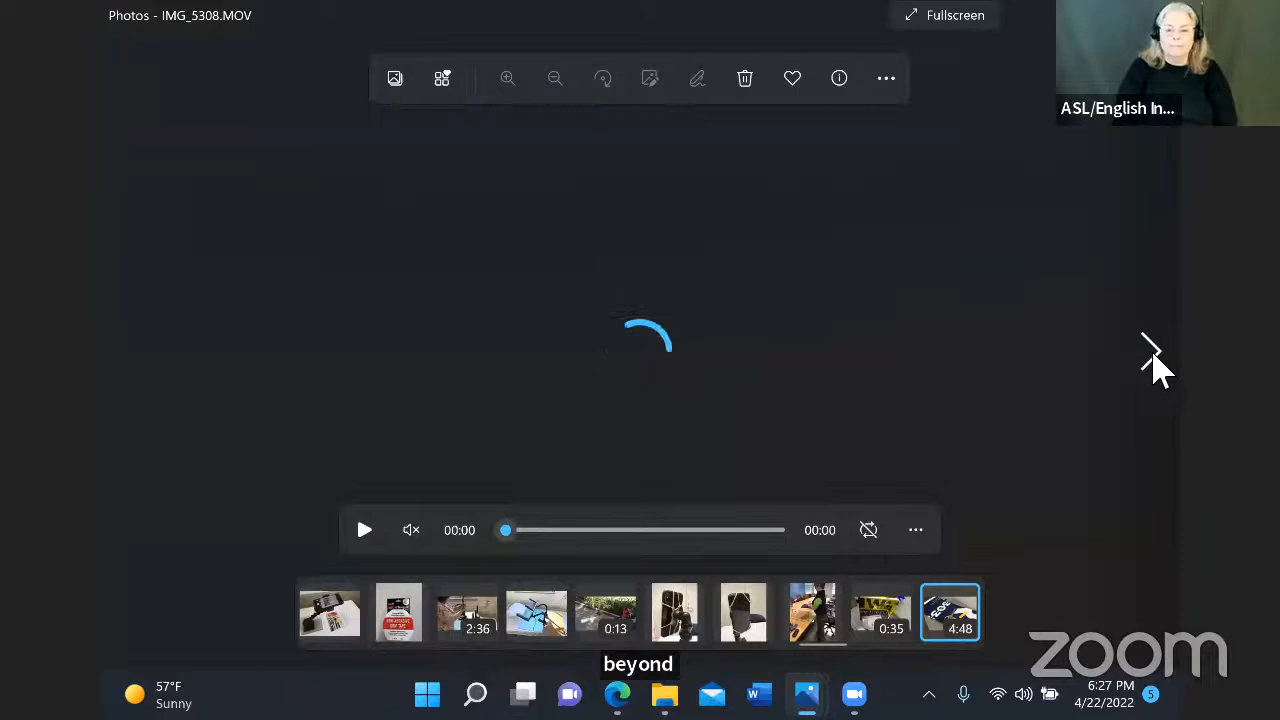 Photos - IMG_5308.MOV
Fullscreen
ASL/English In...
00:00
00:00
2:36
0:13
0:35
4:48
beyond
zoom
57°F
Sunny
6:27 PM
4/22/2022
5